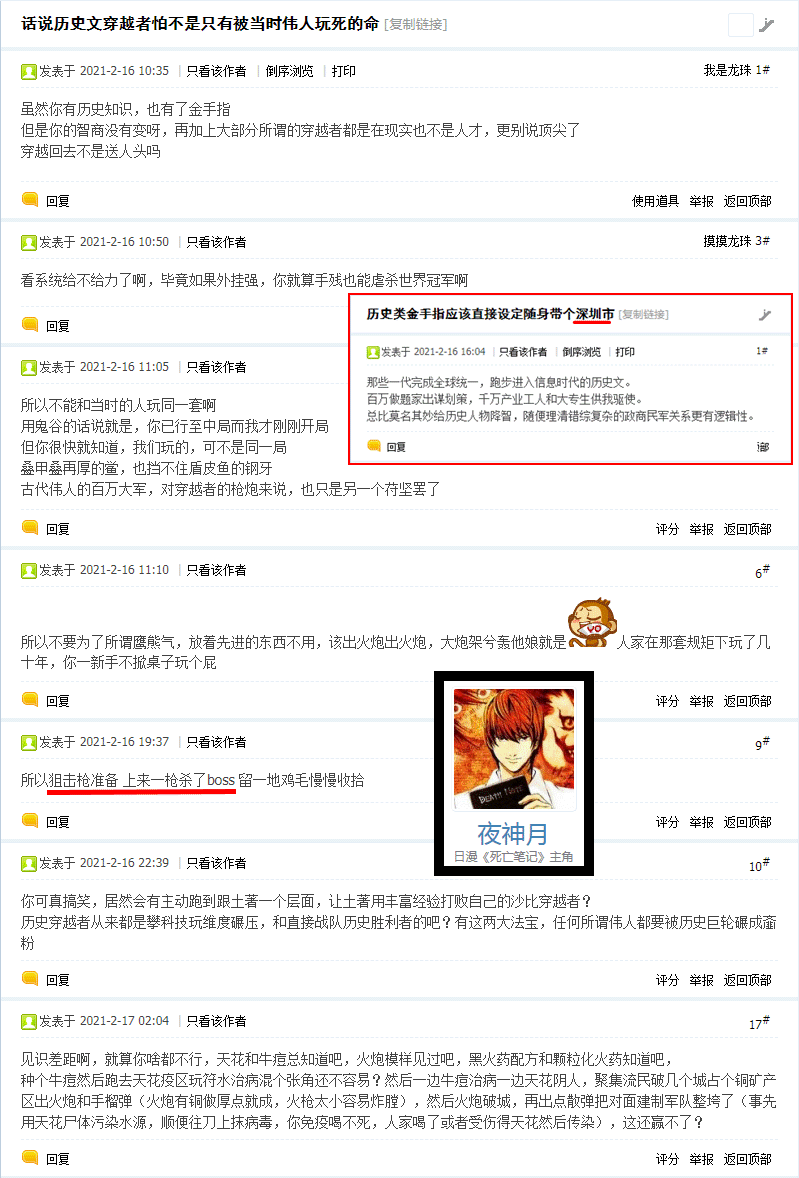 话说历史文穿越者怕不是只有被当时伟人玩死的命 [复制链接]
发表于 2021-2-16 10:35 | 只看该作者 | 倒序浏览 | 打印
我是龙珠 1#
虽然你有历史知识，也有了金手指
但是你的智商没有变呀，再加上大部分所谓的穿越者都是在现实也不是人才，更别说顶尖了
穿越回去不是送人头吗
回复
使用道具 举报 返回顶部
发表于 2021-2-16 10:50 | 只看该作者
摸摸龙珠 3#
看系统给不给力了啊，毕竟如果外挂强，你就算手残也能虐杀世界冠军啊
回复
历史类金手指应该直接设定随身带个深圳市 [复制链接]
发表于 2021-2-16 16:04 | 只看该作者 | 倒序浏览 | 打印
1#
那些一代完成全球统一，跑步进入信息时代的历史文。
百万做题家出谋划策，千万产业工人和大专生供我驱使。
总比莫名其妙给历史人物降智，随便理清错综复杂的政商民军关系更有逻辑性。
回复
部
发表于 2021-2-16 11:05 | 只看该作者
所以不能和当时的人玩同一套啊
用鬼谷的话说就是，你已行至中局而我才刚刚开局
但你很快就知道，我们玩的，可不是同一局
叠甲叠再厚的鲎，也挡不住盾皮鱼的钢牙
古代伟人的百万大军，对穿越者的枪炮来说，也只是另一个苻坚罢了
回复
评分 举报 返回顶部
发表于 2021-2-16 11:10 | 只看该作者
6#
所以不要为了所谓鹰熊气，放着先进的东西不用，该出火炮出火炮，大炮架兮轰他娘就是 YO 人家在那套规矩下玩了几
十年，你一新手不掀桌子玩个屁
回复
评分 举报 返回顶部
发表于 2021-2-16 19:37 | 只看该作者
9#
所以狙击枪准备 上来一枪杀了boss 留一地鸡毛慢慢收拾
回复
评分 举报 返回顶部
DEATH NOTE
夜神月
日漫《死亡笔记》主角
发表于 2021-2-16 22:39 | 只看该作者
10#
你可真搞笑，居然会有主动跑到跟土著一个层面，让土著用丰富经验打败自己的沙比穿越者？
历史穿越者从来都是攀科技玩维度碾压，和直接战队历史胜利者的吧？有这两大法宝，任何所谓伟人都要被历史巨轮碾成齑
粉
回复
评分 举报 返回顶部
发表于 2021-2-17 02:04 | 只看该作者
17#
见识差距啊，就算你啥都不行，天花和牛痘总知道吧，火炮模样见过吧，黑火药配方和颗粒化火药知道吧，
种个牛痘然后跑去天花疫区玩符水治病混个张角还不容易？然后一边牛痘治病一边天花阴人，聚集流民破几个城占个铜矿产
区出火炮和手榴弹（火炮有铜做厚点就成，火枪太小容易炸膛），然后火炮破城，再出点散弹把对面建制军队整垮了（事先
用天花尸体污染水源，顺便往刀上抹病毒，你免疫喝不死，人家喝了或者受伤得天花然后传染），这还赢不了？
回复
评分 举报 返回顶部